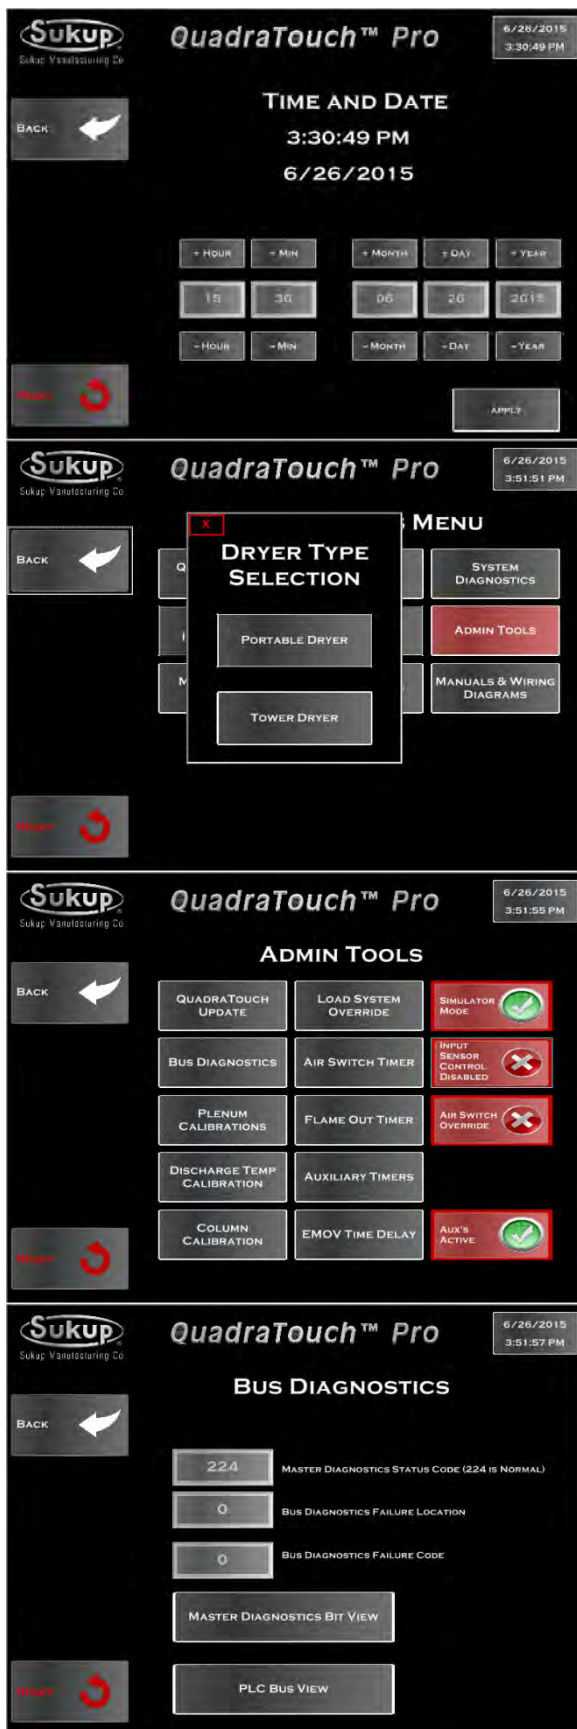 Sukup
Sukup Manufacturing Co
QuadraTouch™ Pro
6/26/2015
3:30:49 PM
BACK
TIME AND DATE
3:30:49 PM
6/26/2015
+ HOUR + MIN + MONTH + DAY + YEAR
15 30 06 26 2015
- HOUR - MIN - MONTH - DAY - YEAR
RESET
APPLY
Sukup
Sukup Manufacturing Co.
QuadraTouch™ Pro
6/26/2015
3:51:51 PM
BACK
X
S MENU
DRYER TYPE
SELECTION
PORTABLE DRYER
TOWER DRYER
Q
M
SYSTEM
DIAGNOSTICS
ADMIN TOOLS
MANUALS & WIRING
DIAGRAMS
RESET
Sukup
Sukup Manufacturing Co.
QuadraTouch™ Pro
6/26/2015
3:51:55 PM
BACK
ADMIN TOOLS
QUADRATOUCH
UPDATE
LOAD SYSTEM
OVERRIDE
SIMULATOR
MODE
BUS DIAGNOSTICS
AIR SWITCH TIMER
INPUT
SENSOR
CONTROL
DISABLED
PLENUM
CALIBRATIONS
FLAME OUT TIMER
AIR SWITCH
OVERRIDE
DISCHARGE TEMP
CALIBRATION
AUXILIARY TIMERS
COLUMN
CALIBRATION
EMOV TIME DELAY
AUX'S
ACTIVE
RESET
Sukup
Sukup Manufacturing Co.
QuadraTouch™ Pro
6/26/2015
3:51:57 PM
BACK
BUS DIAGNOSTICS
224 MASTER DIAGNOSTICS STATUS CODE (224 IS NORMAL)
0 BUS DIAGNOSTICS FAILURE LOCATION
0 BUS DIAGNOSTICS FAILURE CODE
MASTER DIAGNOSTICS BIT VIEW
PLC BUS VIEW
RESET